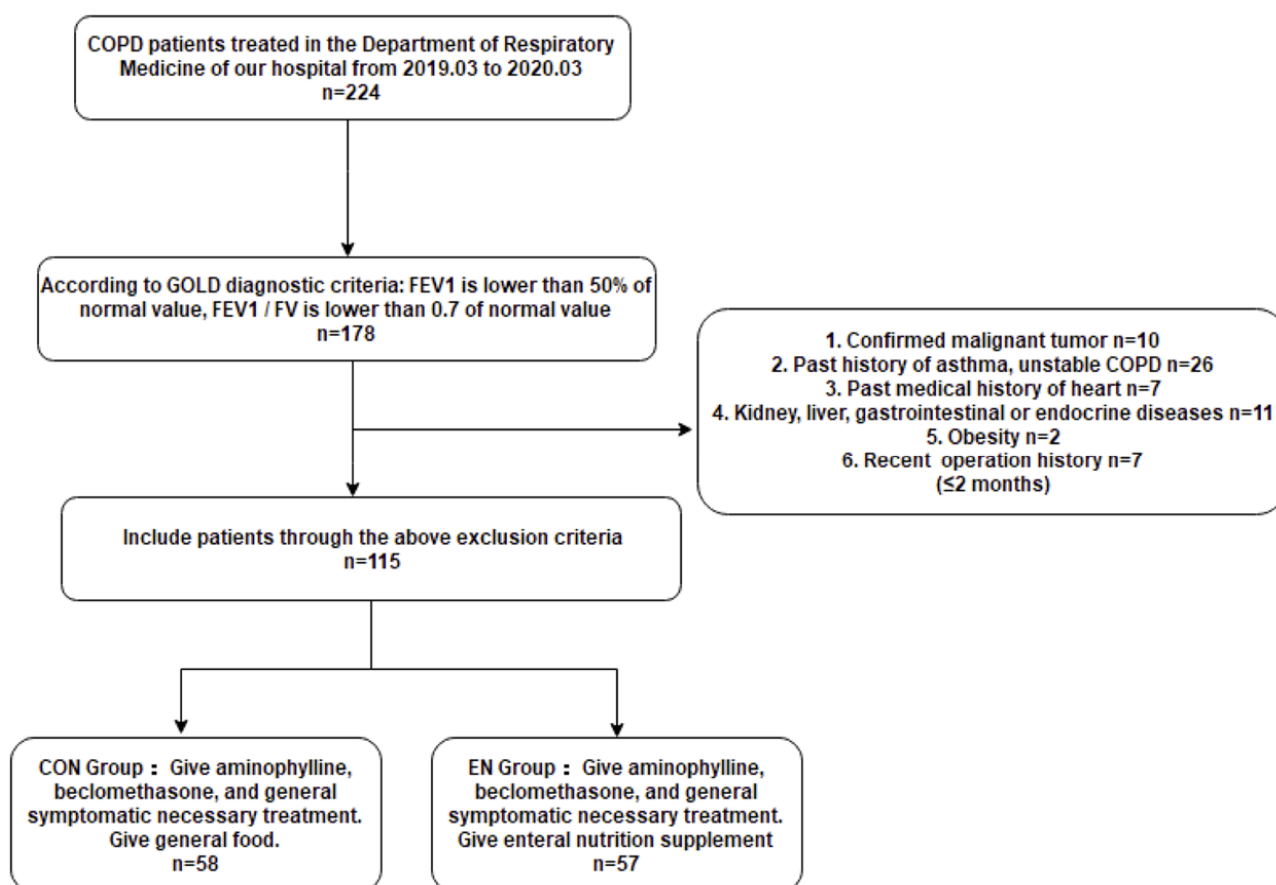 COPD patients treated in the Department of Respiratory
Medicine of our hospital from 2019.03 to 2020.03
n=224
According to GOLD diagnostic criteria: FEV1 is lower than 50% of
normal value, FEV1 / FV is lower than 0.7 of normal value
n=178
1. Confirmed malignant tumor n=10
2. Past history of asthma, unstable COPD n=26
3. Past medical history of heart n=7
4. Kidney, liver, gastrointestinal or endocrine diseases n=11
5. Obesity n=2
6. Recent operation history n=7
(≤2 months)
Include patients through the above exclusion criteria
n=115
CON Group：Give aminophylline,
beclomethasone, and general
symptomatic necessary treatment.
Give general food.
n=58
EN Group：Give aminophylline,
beclomethasone, and general
symptomatic necessary treatment.
Give enteral nutrition supplement
n=57